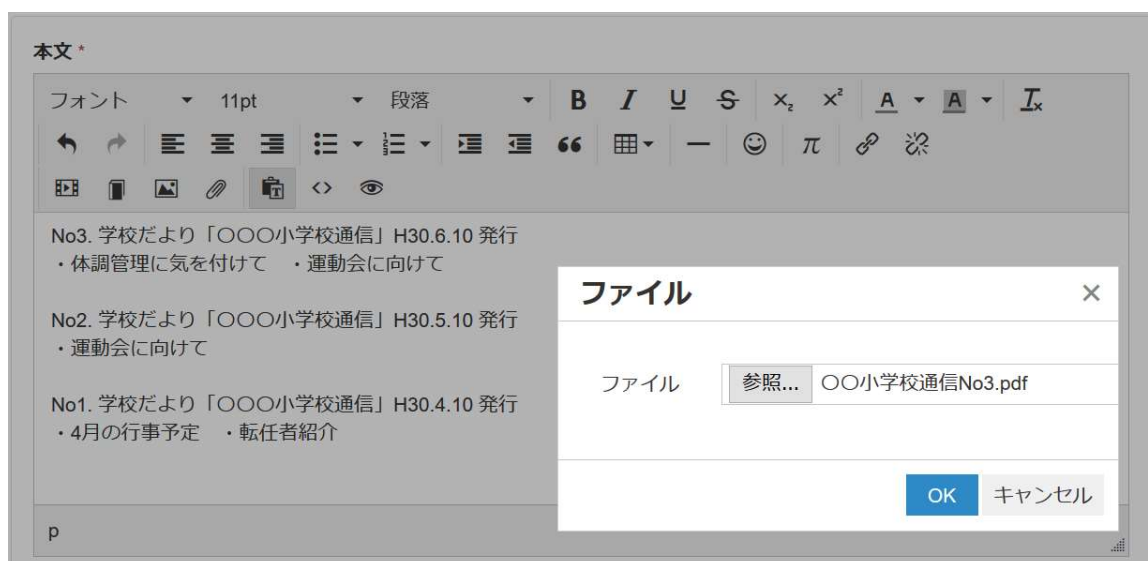 本文 *
フォント 11pt 段落 B I U S x₂ x² A A Tx
π
T
No3. 学校だより「〇〇〇小学校通信」H30.6.10 発行
・体調管理に気を付けて ・運動会に向けて
No2. 学校だより「〇〇〇小学校通信」H30.5.10 発行
・運動会に向けて
No1. 学校だより「〇〇〇小学校通信」H30.4.10 発行
・4月の行事予定 ・転任者紹介
p
ファイル ×
ファイル 参照... 〇〇小学校通信No3.pdf
OK キャンセル